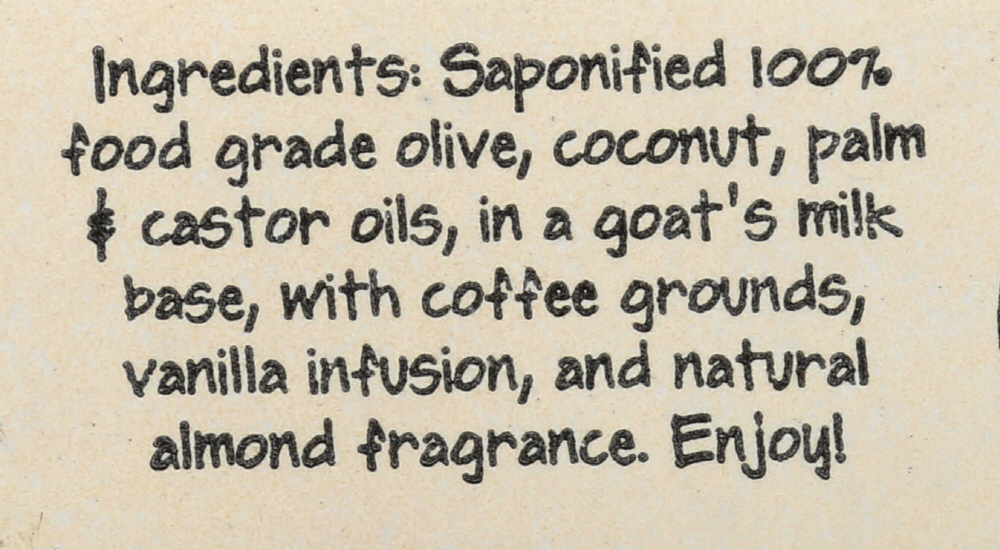 Ingredients: Saponified 100%
food grade olive, coconut, palm
& castor oils, in a goat's milk
base, with coffee grounds,
vanilla infusion, and natural
almond fragrance. Enjoy!